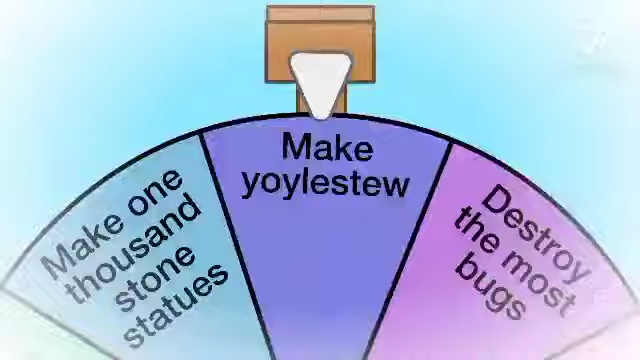 Make one
thousand
stone
statues
Make
yoylestew
Destroy
the most
bugs